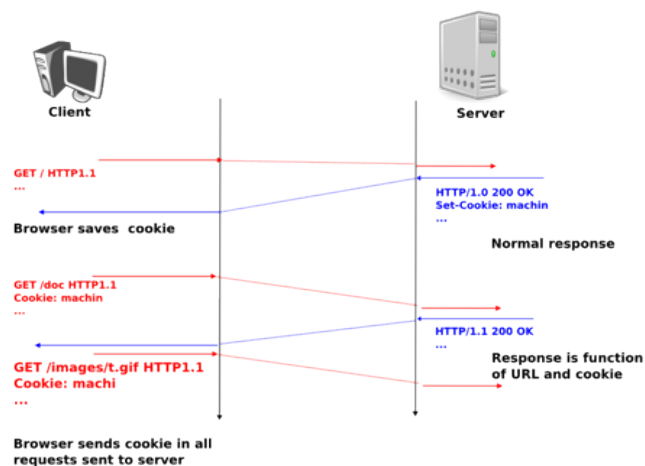 Client
Server
GET / HTTP1.1
...
HTTP/1.0 200 OK
Set-Cookie: machin
...
Browser saves cookie
Normal response
GET /doc HTTP1.1
Cookie: machin
...
HTTP/1.1 200 OK
...
GET /images/t.gif HTTP1.1
Cookie: machi
...
Response is function
of URL and cookie
Browser sends cookie in all
requests sent to server